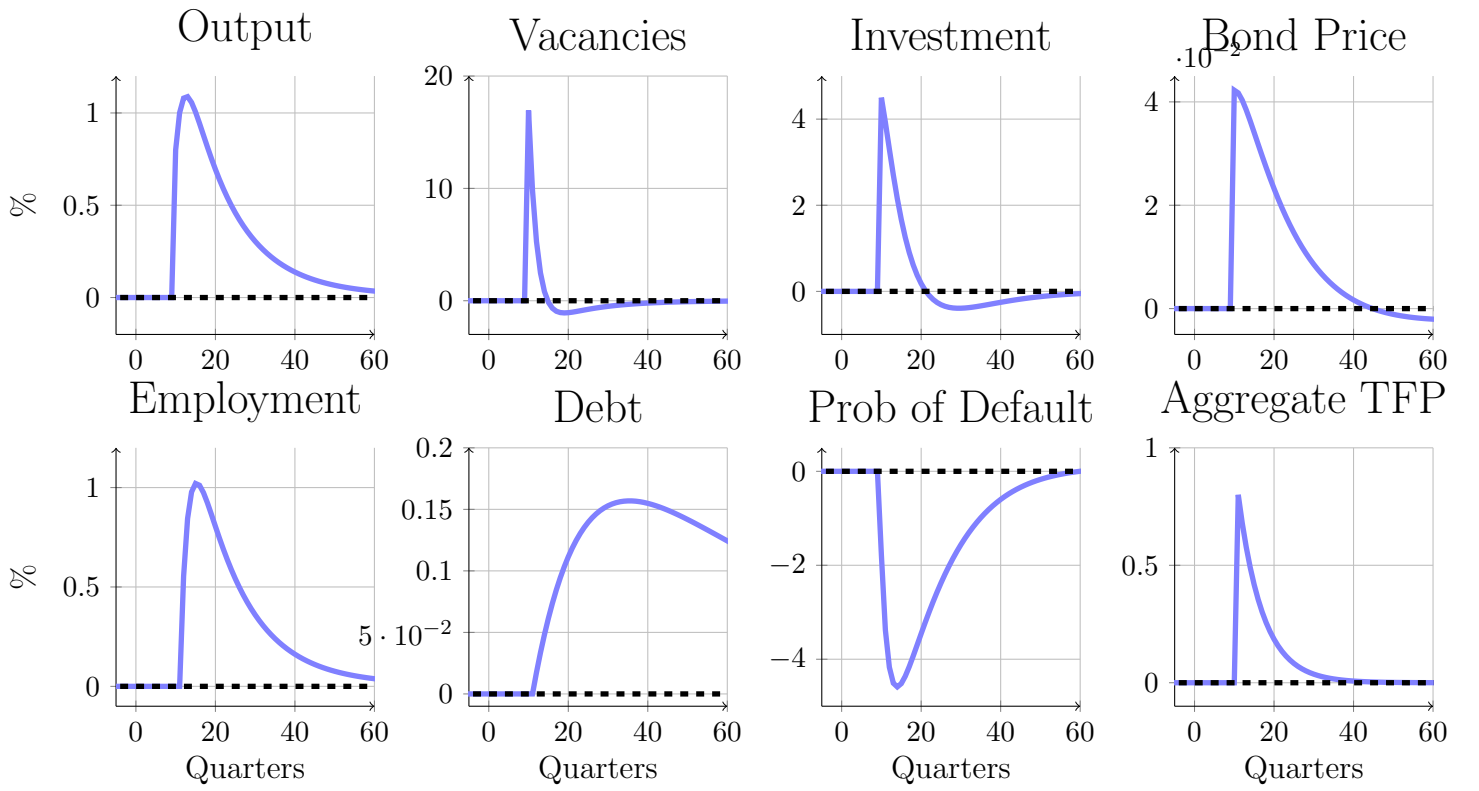 Output
Vacancies
Investment
Bond Price
·10−2
%
1
0.5
0
0 20 40 60
20
10
0
0 20 40 60
4
2
0
0 20 40 60
4
2
0
0 20 40 60
Employment
Debt
Prob of Default
Aggregate TFP
%
1
0.5
0
0 20 40 60
Quarters
0.2
0.15
0.1
5 · 10−2
0
0 20 40 60
Quarters
0
−2
−4
0 20 40 60
Quarters
1
0.5
0
0 20 40 60
Quarters